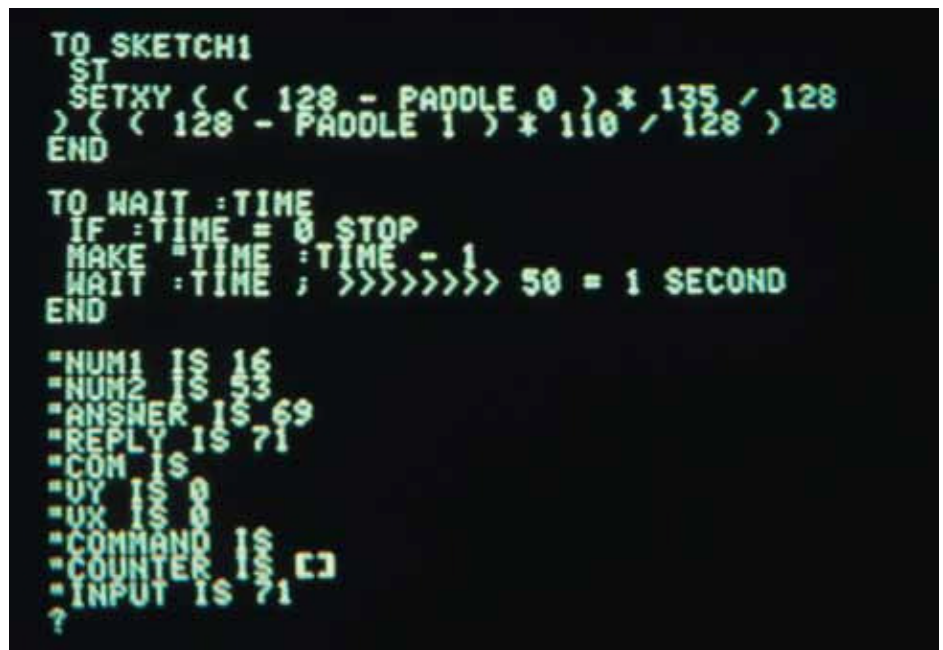 TO SKETCH1
ST
SETXY ( ( 128 - PADDLE 0 ) * 135 / 128
) ( ( 128 - PADDLE 1 ) * 110 / 128 )
END
TO WAIT :TIME
IF :TIME = 0 STOP
MAKE "TIME :TIME - 1
WAIT :TIME ; >>>>>>>> 50 = 1 SECOND
END
"NUM1 IS 16
"NUM2 IS 53
"ANSWER IS 69
"REPLY IS 71
"COM IS
"VY IS 0
"VX IS 0
"COMMAND IS
"COUNTER IS []
"INPUT IS 71
?